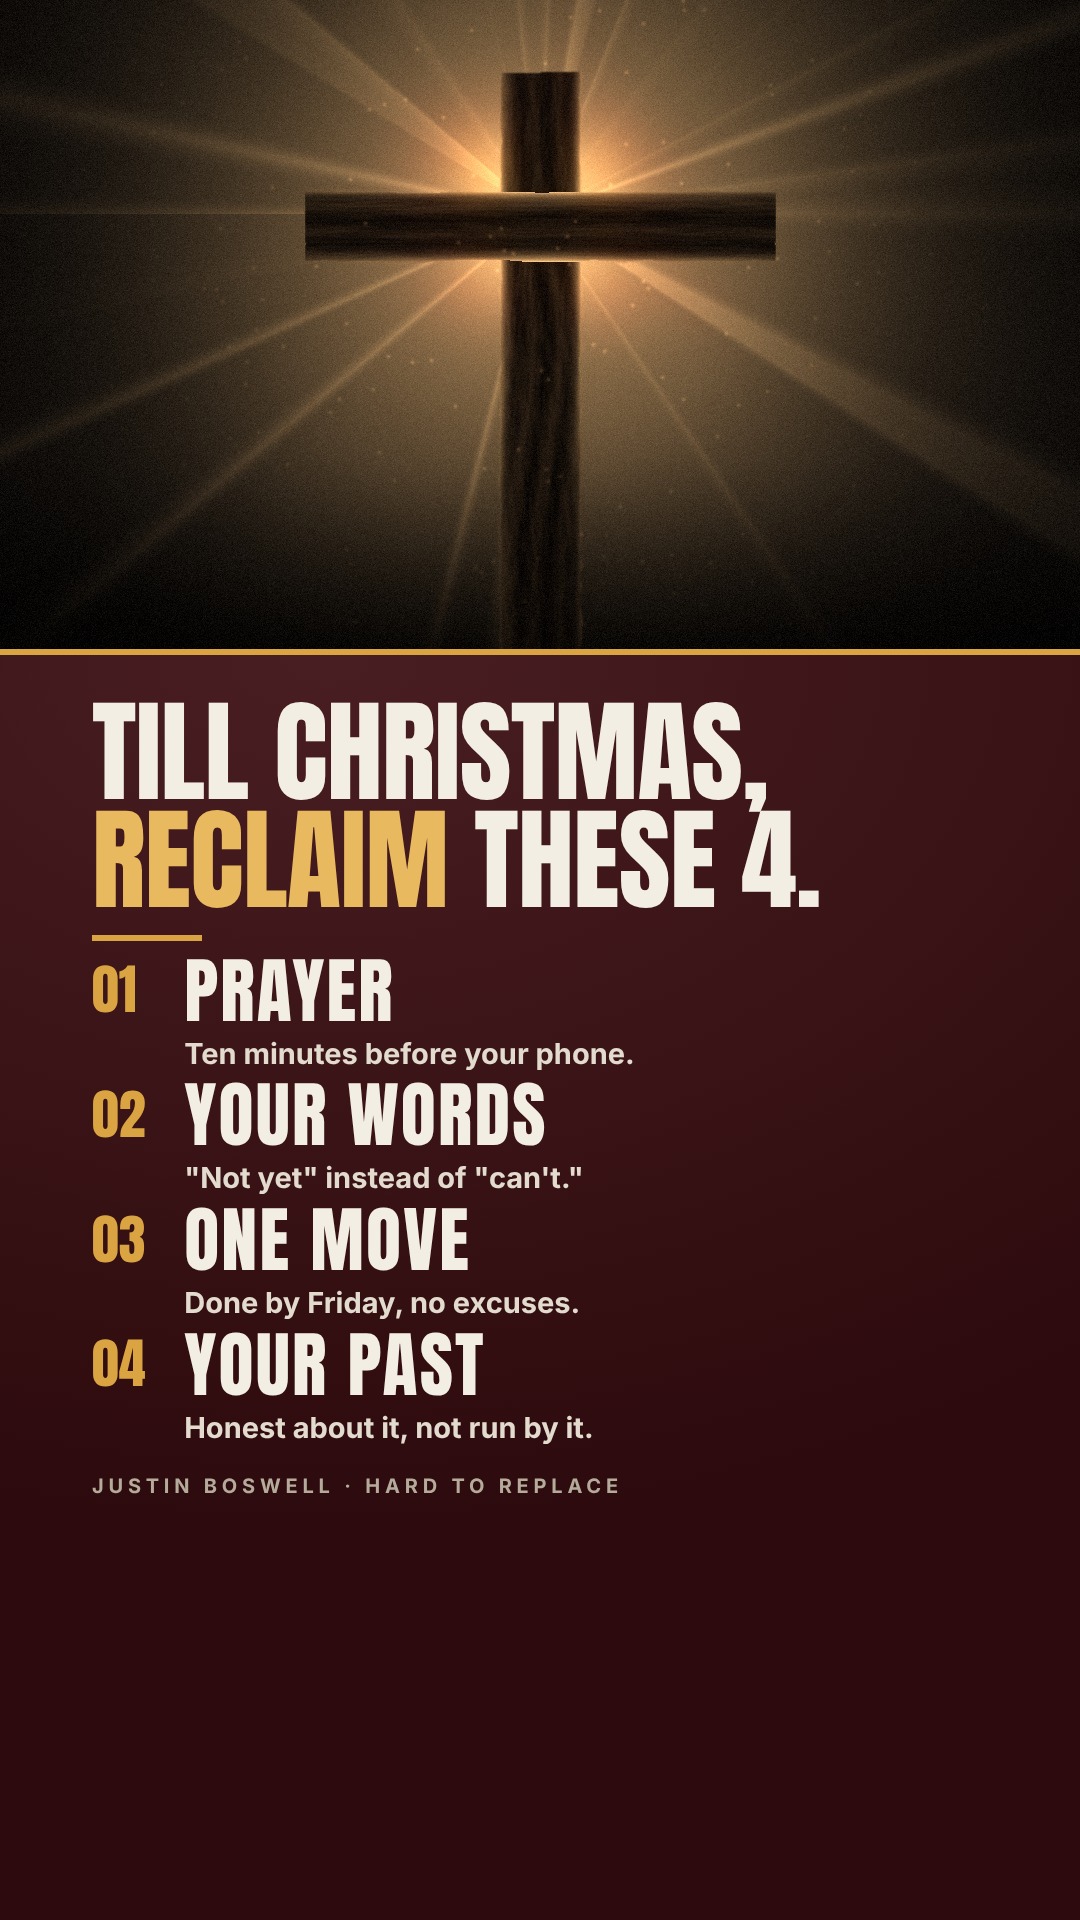 TILL CHRISTMAS,
RECLAIM THESE 4.
01 PRAYER
Ten minutes before your phone.
02 YOUR WORDS
"Not yet" instead of "can't."
03 ONE MOVE
Done by Friday, no excuses.
04 YOUR PAST
Honest about it, not run by it.
JUSTIN BOSWELL · HARD TO REPLACE